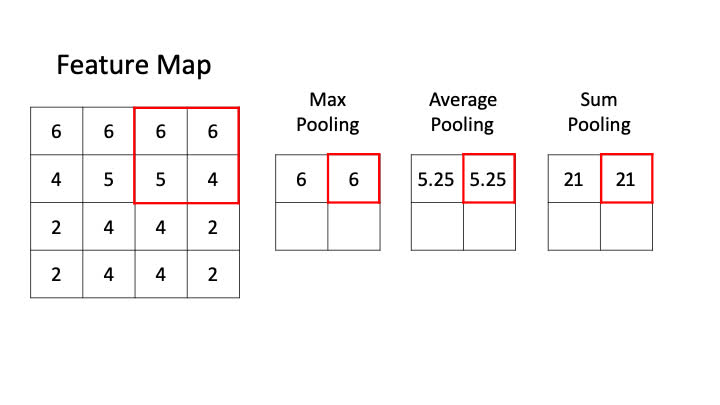 Feature Map
6 6 6 6
4 5 5 4
2 4 4 2
2 4 4 2
Max
Pooling
6 6
Average
Pooling
5.25 5.25
Sum
Pooling
21 21